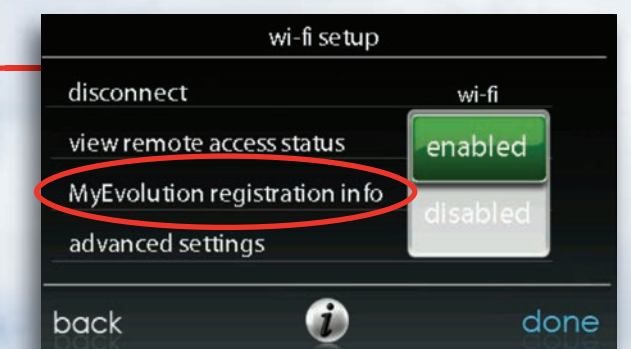 wi-fi setup
disconnect
wi-fi
view remote access status
enabled
MyEvolution registration info
disabled
advanced settings
back
i
done